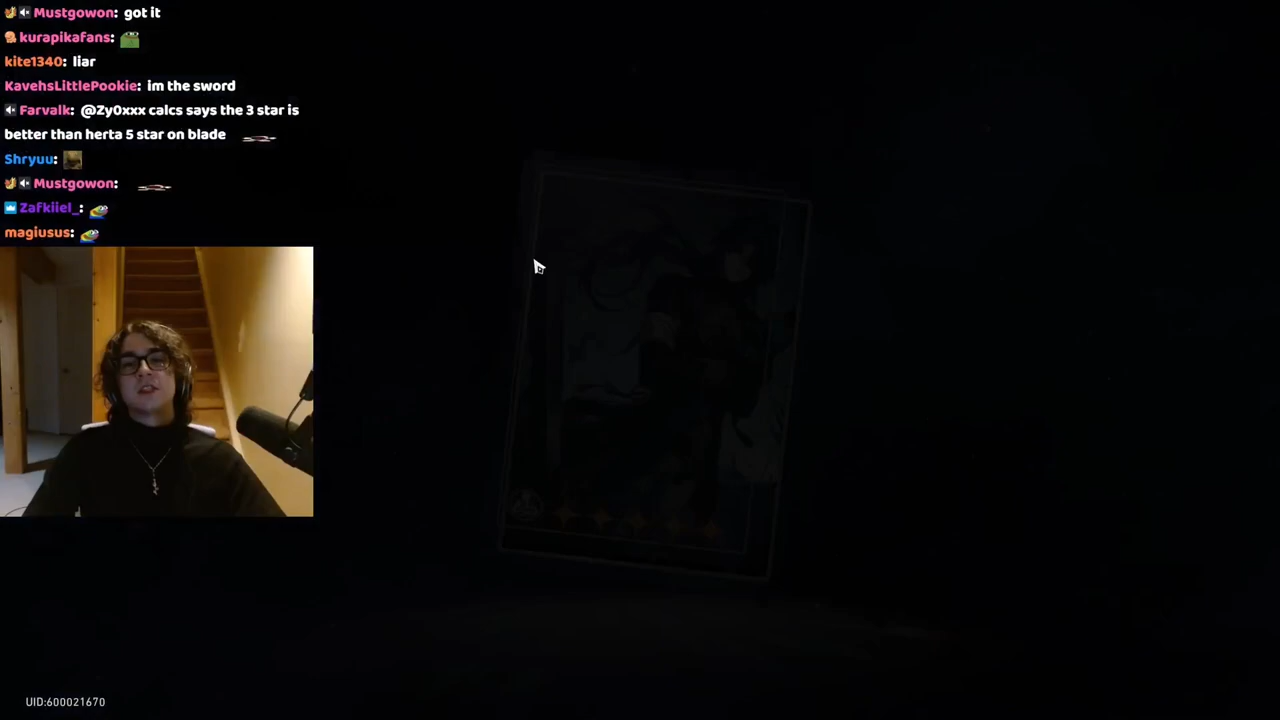 Mustgowon: got it
kurapikafans:
kite1340: liar
KavehsLittlePookie: im the sword
Farvalk: @Zy0xxx calcs says the 3 star is
better than herta 5 star on blade
Shryuu:
Mustgowon:
Zafkiiel_:
magiusus:
UID:600021670